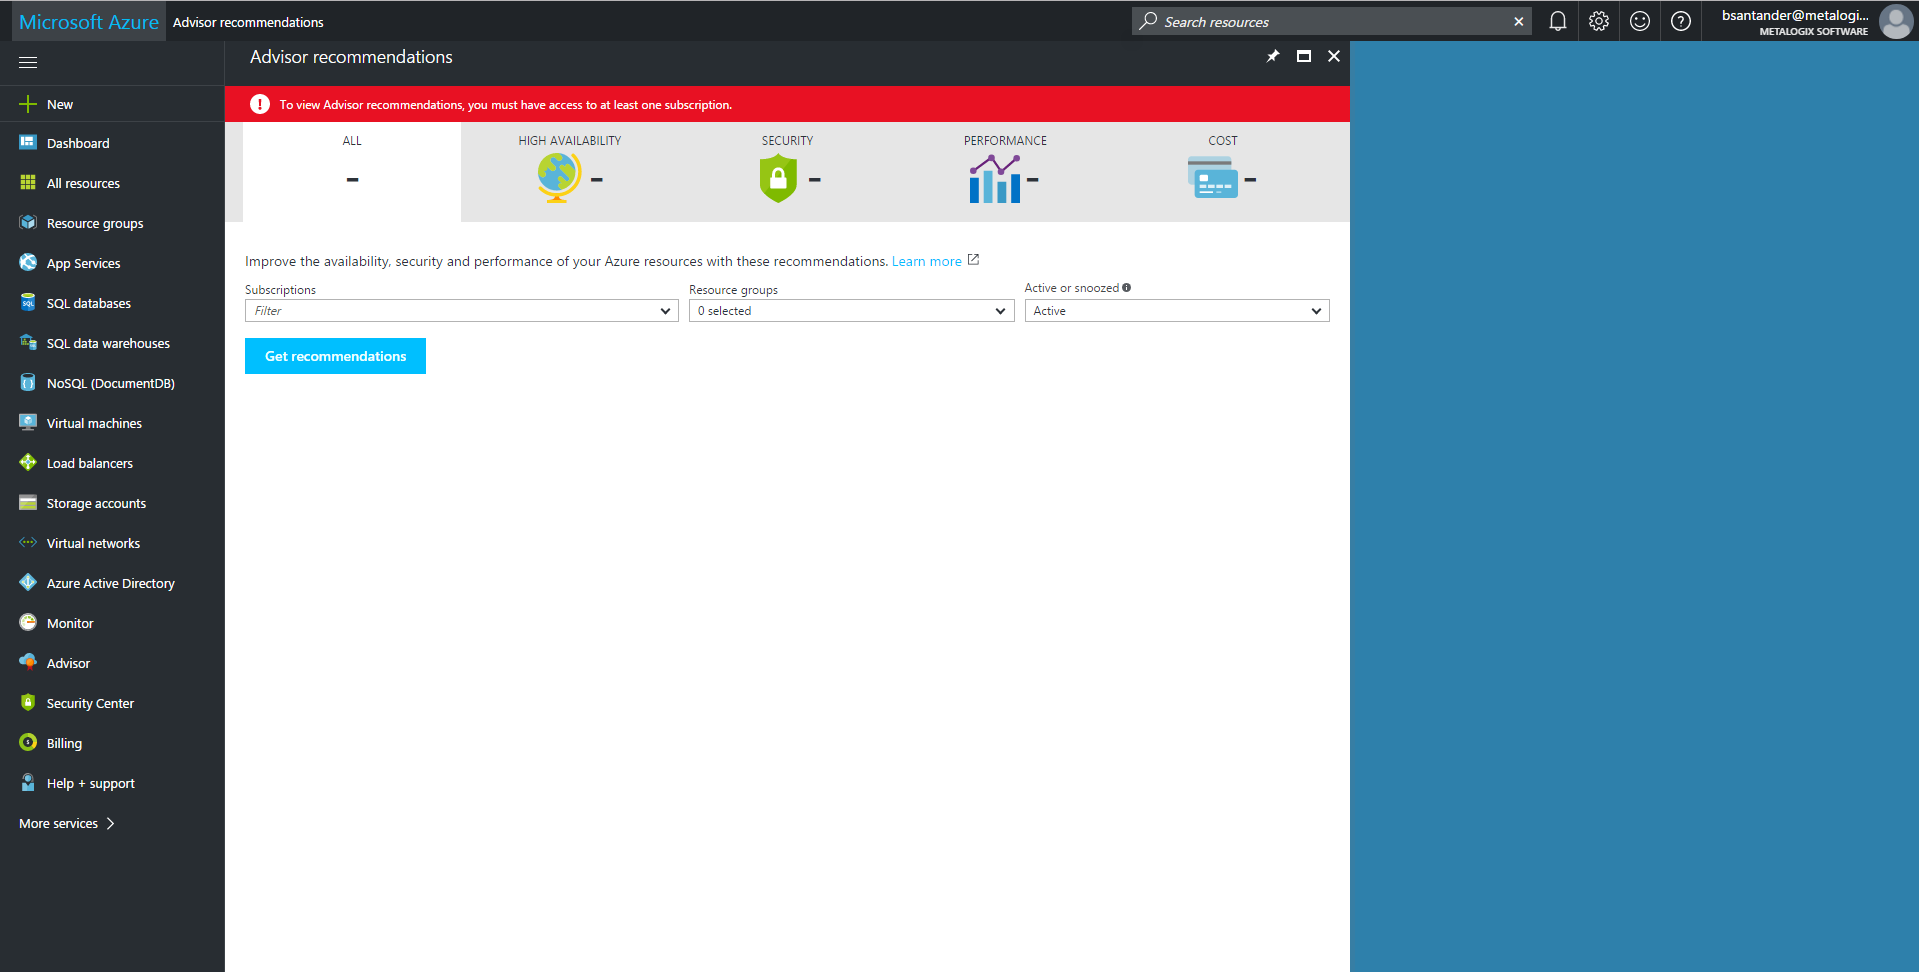 Microsoft Azure
Advisor recommendations
Search resources
bsantander@metalogi...
METALOGIX SOFTWARE
New
Dashboard
All resources
Resource groups
App Services
SQL databases
SQL data warehouses
NoSQL (DocumentDB)
Virtual machines
Load balancers
Storage accounts
Virtual networks
Azure Active Directory
Monitor
Advisor
Security Center
Billing
Help + support
More services
Advisor recommendations
To view Advisor recommendations, you must have access to at least one subscription.
ALL
-
HIGH AVAILABILITY
-
SECURITY
-
PERFORMANCE
-
COST
-
Improve the availability, security and performance of your Azure resources with these recommendations. Learn more
Subscriptions
Filter
Resource groups
0 selected
Active or snoozed
Active
Get recommendations